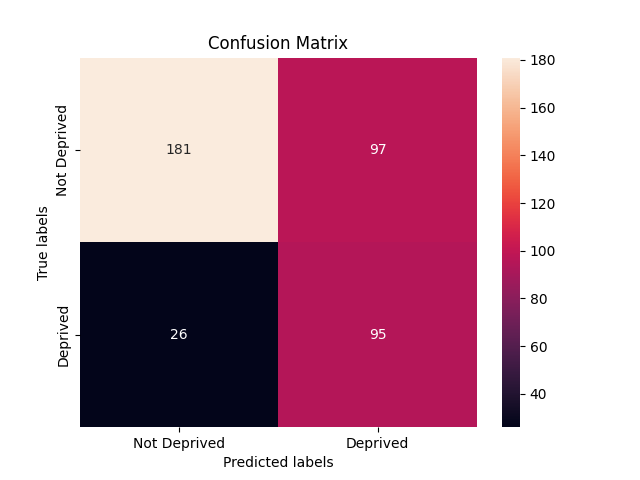 Confusion Matrix
True labels
Not Deprived
Deprived
181
97
26
95
Not Deprived
Deprived
Predicted labels
180
160
140
120
100
80
60
40